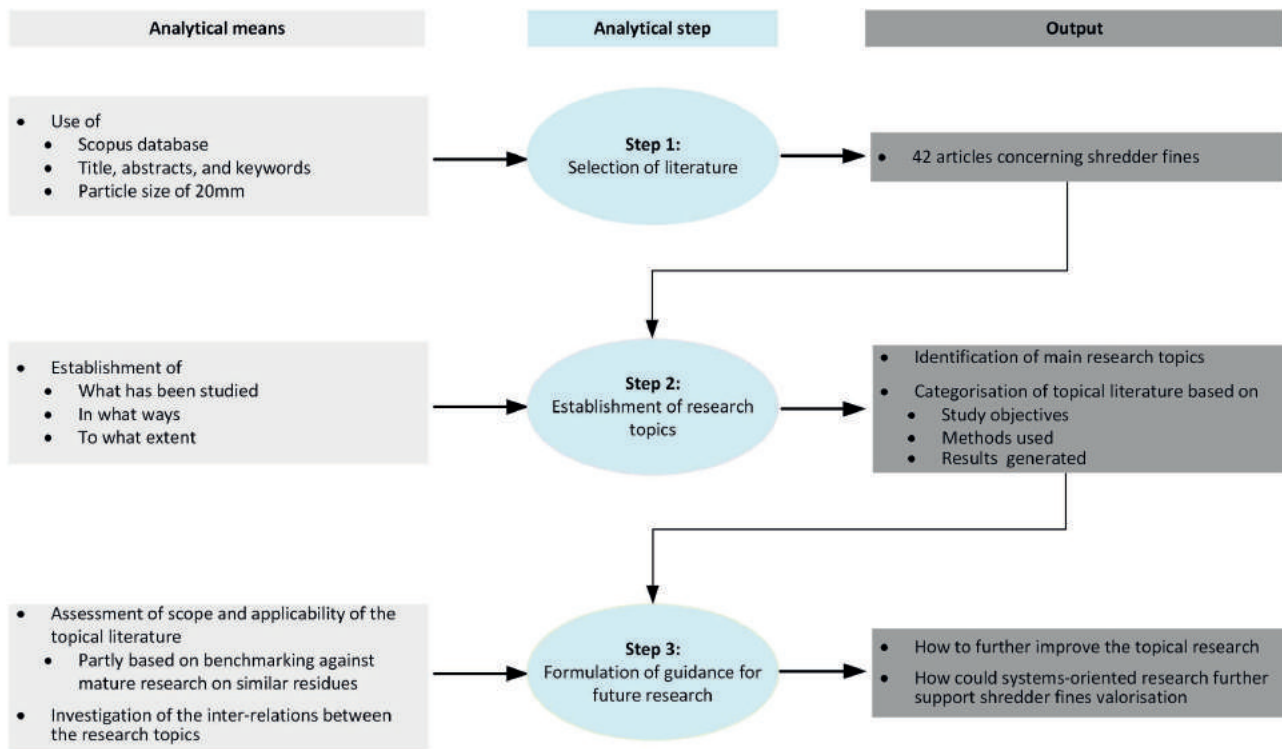 Analytical means
Analytical step
Output
• Use of
• Scopus database
• Title, abstracts, and keywords
• Particle size of 20mm
Step 1:
Selection of literature
• 42 articles concerning shredder fines
• Establishment of
• What has been studied
• In what ways
• To what extent
Step 2:
Establishment of research
topics
• Identification of main research topics
• Categorisation of topical literature based on
• Study objectives
• Methods used
• Results generated
• Assessment of scope and applicability of the
topical literature
• Partly based on benchmarking against
mature research on similar residues
• Investigation of the inter-relations between
the research topics
Step 3:
Formulation of guidance for
future research
• How to further improve the topical research
• How could systems-oriented research further
support shredder fines valorisation